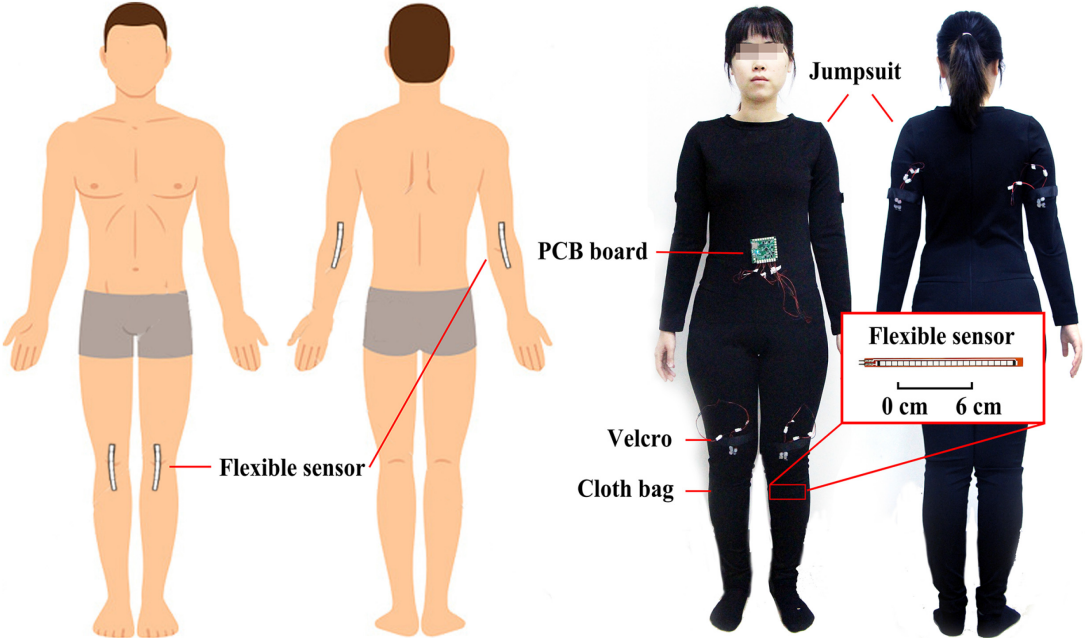 Jumpsuit
PCB board
Flexible sensor
0 cm 6 cm
Velcro
Flexible sensor
Cloth bag